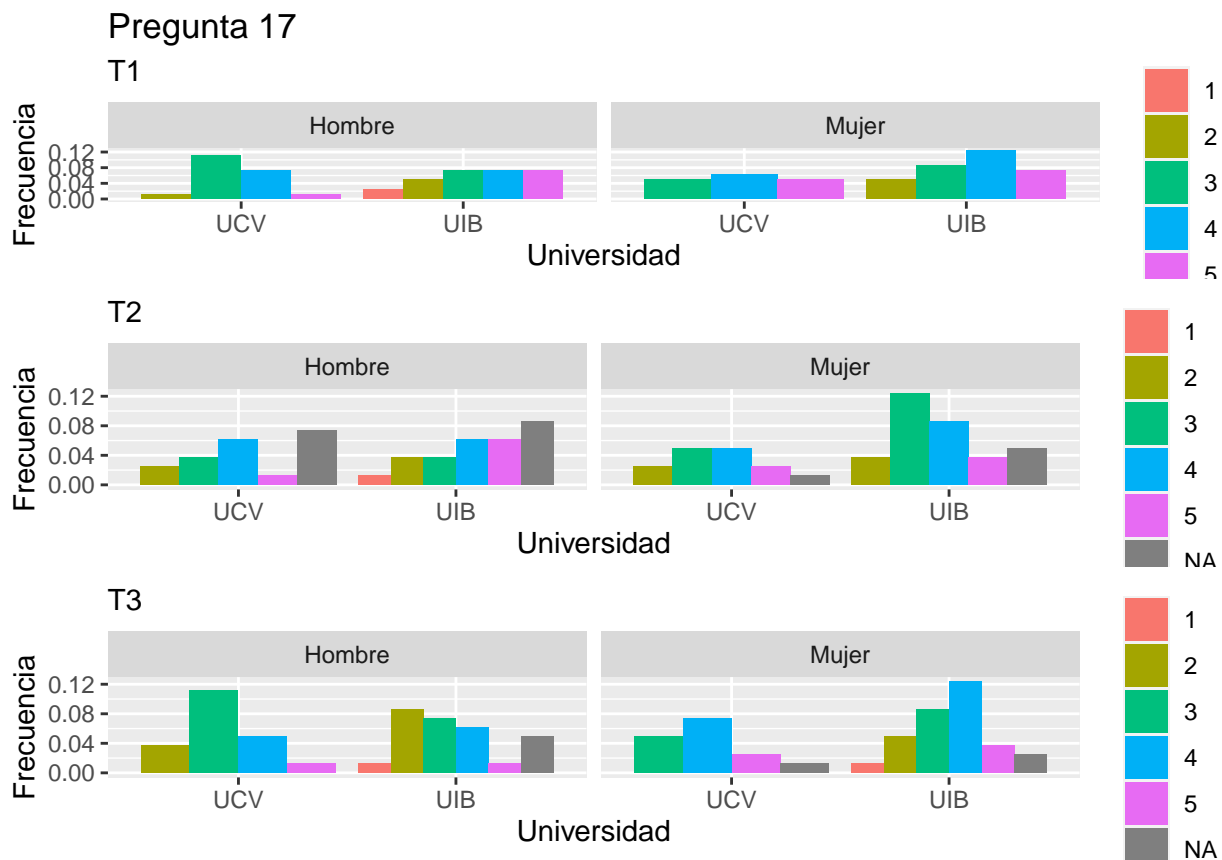 Pregunta 17
T1
Frecuencia
Hombre
Mujer
0.12
0.08
0.04
0.00
UCV
UIB
UCV
UIB
Universidad
1
2
3
4
5
T2
Frecuencia
Hombre
Mujer
0.12
0.08
0.04
0.00
UCV
UIB
UCV
UIB
Universidad
1
2
3
4
5
NA
T3
Frecuencia
Hombre
Mujer
0.12
0.08
0.04
0.00
UCV
UIB
UCV
UIB
Universidad
1
2
3
4
5
NA